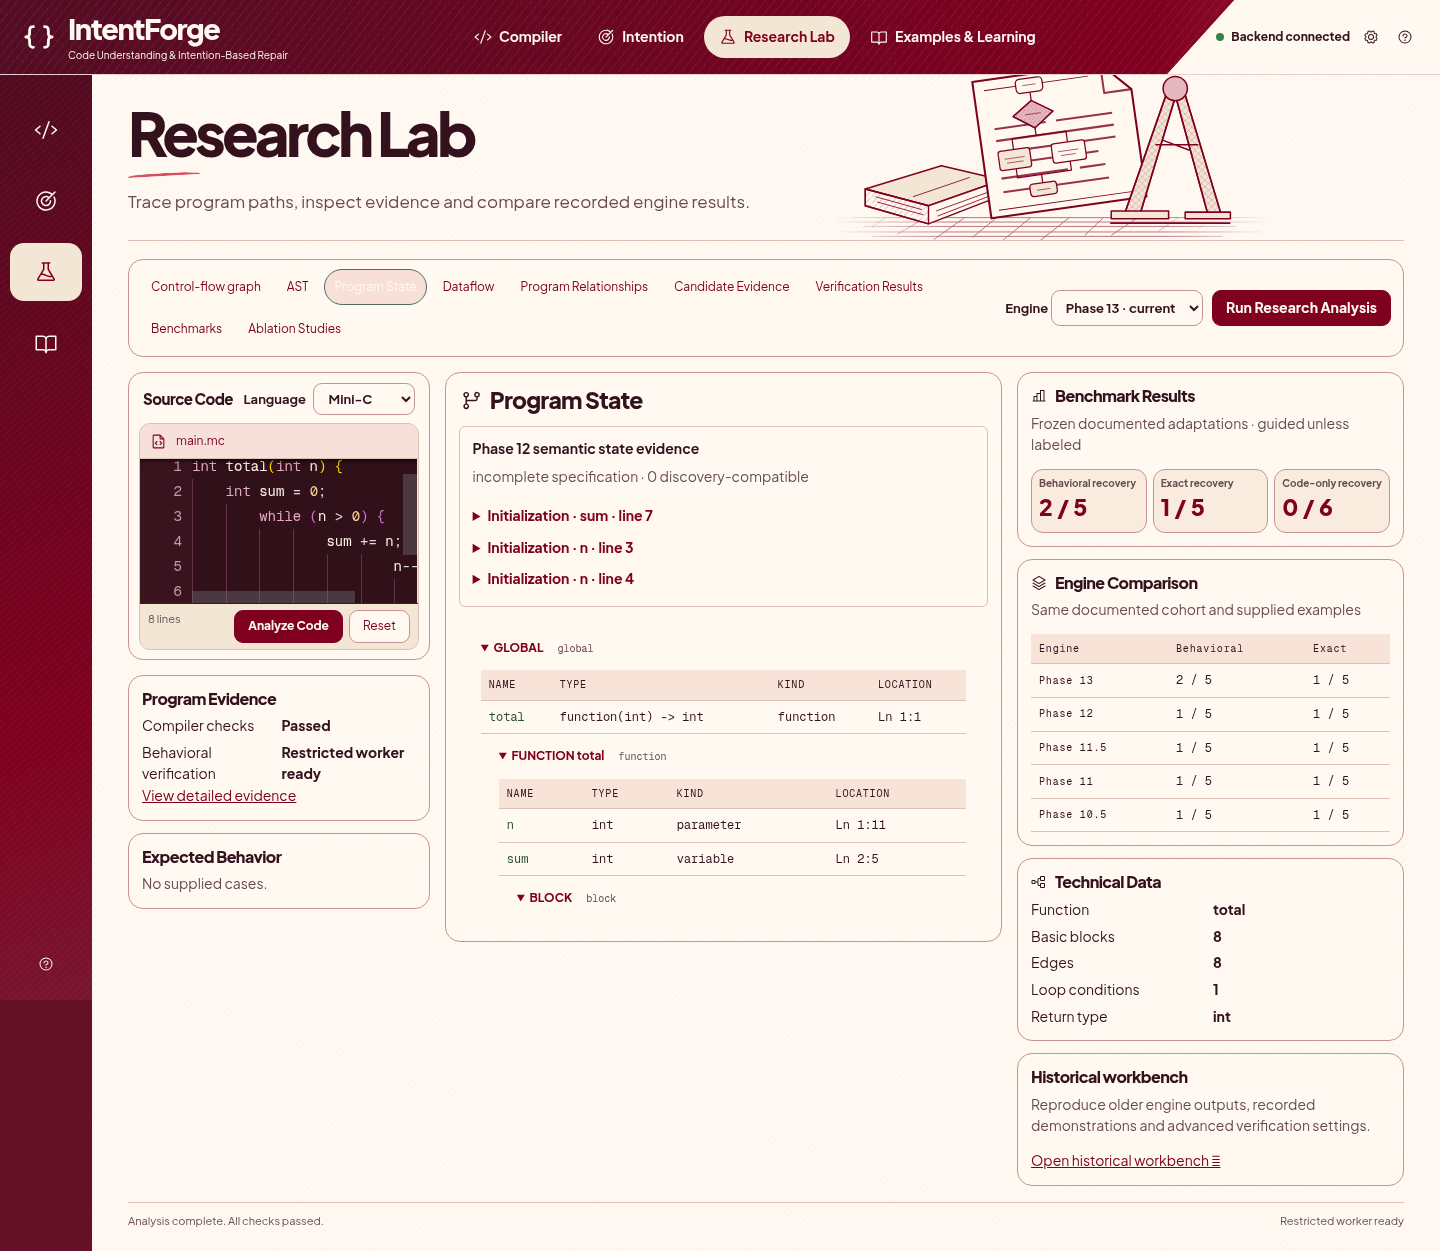 { } IntentForge
Code Understanding & Intention-Based Repair
Compiler
Intention
Research Lab
Examples & Learning
Backend connected
Research Lab
Trace program paths, inspect evidence and compare recorded engine results.
Control-flow graph
AST
Program State
Dataflow
Program Relationships
Candidate Evidence
Verification Results
Benchmarks
Ablation Studies
Engine
Phase 13 · current
Run Research Analysis
Source Code
Language
Mini-C
main.mc
1 int total(int n) {
2 int sum = 0;
3 while (n > 0) {
4 sum += n;
5 n--
6
8 lines
Analyze Code
Reset
Program Evidence
Compiler checks Passed
Behavioral verification Restricted worker ready
View detailed evidence
Expected Behavior
No supplied cases.
Program State
Phase 12 semantic state evidence
incomplete specification · 0 discovery-compatible
Initialization · sum · line 7
Initialization · n · line 3
Initialization · n · line 4
GLOBAL global
NAME TYPE KIND LOCATION
total function(int) -> int function Ln 1:1
FUNCTION total function
NAME TYPE KIND LOCATION
n int parameter Ln 1:11
sum int variable Ln 2:5
BLOCK block
Benchmark Results
Frozen documented adaptations · guided unless
labeled
Behavioral recovery
2 / 5
Exact recovery
1 / 5
Code-only recovery
0 / 6
Engine Comparison
Same documented cohort and supplied examples
Engine Behavioral Exact
Phase 13 2 / 5 1 / 5
Phase 12 1 / 5 1 / 5
Phase 11.5 1 / 5 1 / 5
Phase 11 1 / 5 1 / 5
Phase 10.5 1 / 5 1 / 5
Technical Data
Function total
Basic blocks 8
Edges 8
Loop conditions 1
Return type int
Historical workbench
Reproduce older engine outputs, recorded
demonstrations and advanced verification settings.
Open historical workbench
Analysis complete. All checks passed.
Restricted worker ready